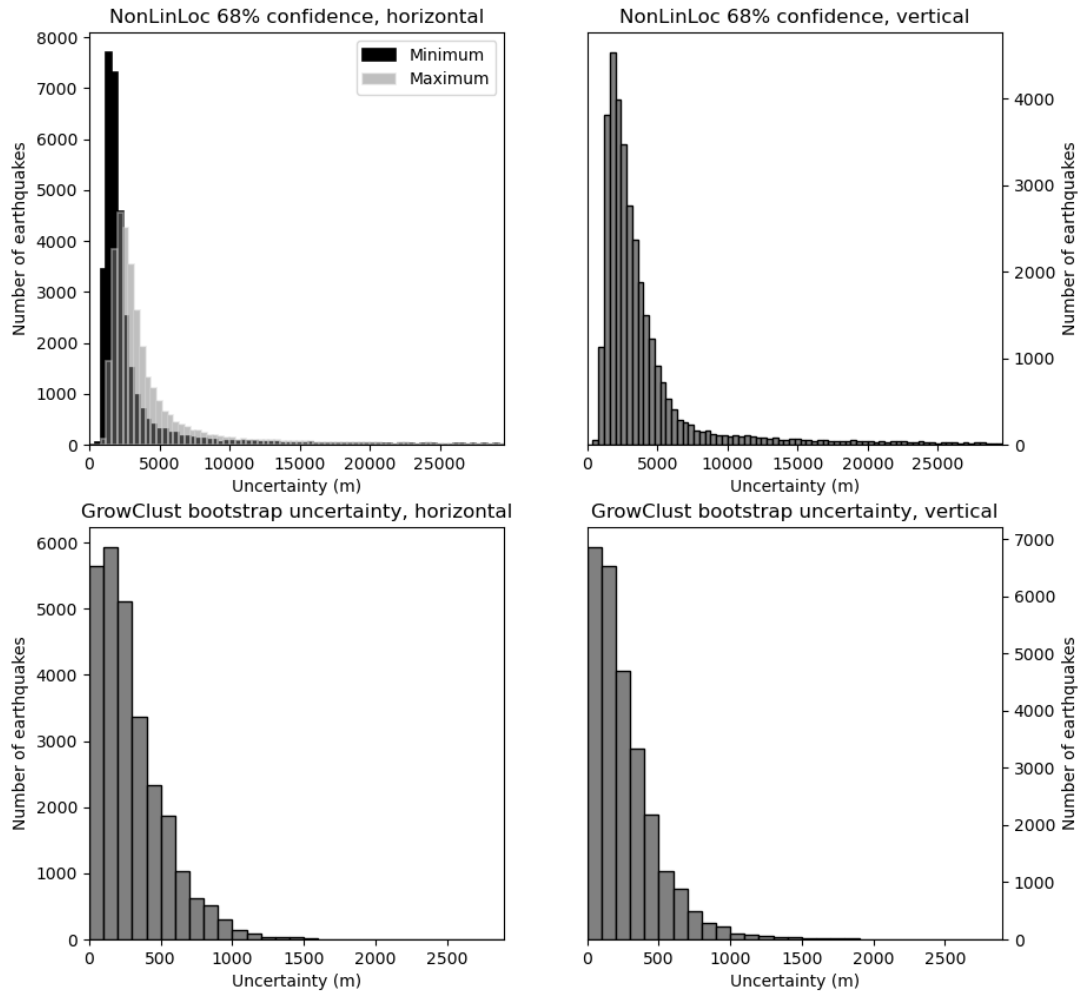 NonLinLoc 68% confidence, horizontal
8000
7000
6000
5000
4000
3000
2000
1000
0
Number of earthquakes
Minimum
Maximum
0 5000 10000 15000 20000 25000
Uncertainty (m)
NonLinLoc 68% confidence, vertical
4000
3000
2000
1000
0
Number of earthquakes
0 5000 10000 15000 20000 25000
Uncertainty (m)
GrowClust bootstrap uncertainty, horizontal
6000
5000
4000
3000
2000
1000
0
Number of earthquakes
0 500 1000 1500 2000 2500
Uncertainty (m)
GrowClust bootstrap uncertainty, vertical
7000
6000
5000
4000
3000
2000
1000
0
Number of earthquakes
0 500 1000 1500 2000 2500
Uncertainty (m)